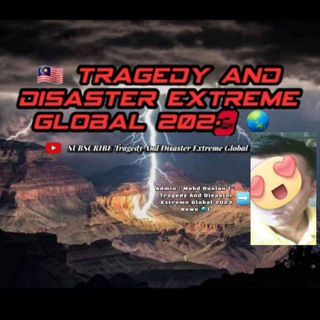 🇲🇾 TRAGEDY AND
DISASTER EXTREME
GLOBAL 2023 🌏
SUBSCRIBE Tragedy And Disaster Extreme Global
Admin : Mohd Ruslan [
Tragedy And Disaster
Extreme Global 2023
News 🌏]